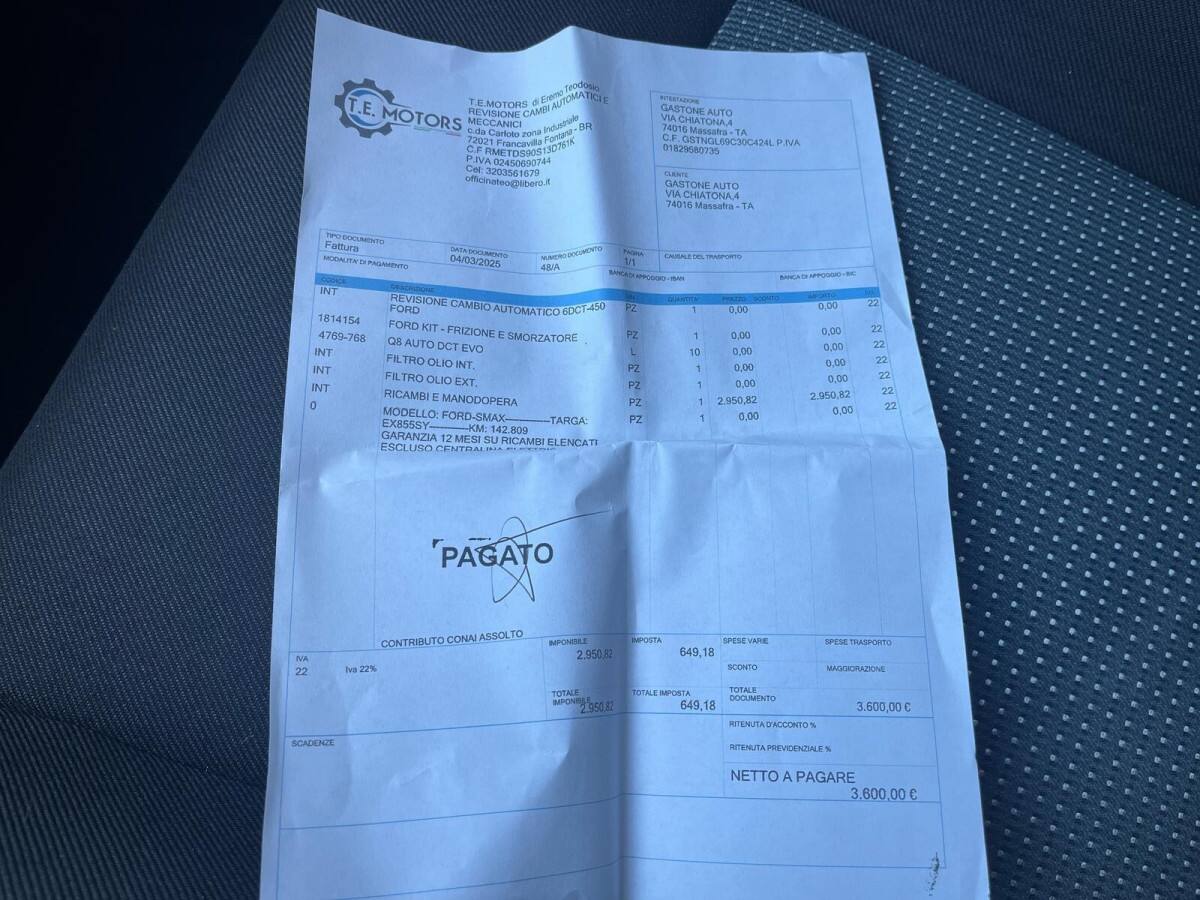 T.E. MOTORS
T.E.MOTORS di Eremo Teodosio
REVISIONE CAMBI AUTOMATICI E
MECCANICI
c.da Carloto zona Industriale
72021 Francavilla Fontana - BR
C.F RMETDS90S13D761K
P.IVA 02450690744
Cel: 3203561679
officinateo@libero.it
INTESTAZIONE
GASTONE AUTO
VIA CHIATONA,4
74016 Massafra - TA
C.F. GSTNGL69C30C424L P.IVA
01829580735
CLIENTE
GASTONE AUTO
VIA CHIATONA,4
74016 Massafra - TA
TIPO DOCUMENTO DATA DOCUMENTO NUMERO DOCUMENTO PAGINA CAUSALE DEL TRASPORTO
Fattura 04/03/2025 48/A 1/1
MODALITA' DI PAGAMENTO BANCA DI APPOGGIO - IBAN BANCA DI APPOGGIO - BIC
CODICE DESCRIZIONE QUANTITA' PREZZO SCONTO IMPORTO
INT REVISIONE CAMBIO AUTOMATICO 6DCT-450 PZ 1 0,00 0,00 22
FORD
1814154 FORD KIT - FRIZIONE E SMORZATORE PZ 1 0,00 0,00 22
4769-768 Q8 AUTO DCT EVO L 10 0,00 0,00 22
INT FILTRO OLIO INT. PZ 1 0,00 0,00 22
INT FILTRO OLIO EXT. PZ 1 0,00 0,00 22
INT RICAMBI E MANODOPERA PZ 1 2.950,82 2.950,82 22
0 MODELLO: FORD-SMAX--------------TARGA: PZ 1 0,00 0,00 22
EX855SY------------KM: 142.809
GARANZIA 12 MESI SU RICAMBI ELENCATI
ESCLUSO CENTRALINA
PAGATO
CONTRIBUTO CONAI ASSOLTO
IVA IMPONIBILE IMPOSTA SPESE VARIE SPESE TRASPORTO
22 Iva 22% 2.950,82 649,18
SCONTO MAGGIORAZIONE
TOTALE IMPONIBILE TOTALE IMPOSTA TOTALE DOCUMENTO
2.950,82 649,18 3.600,00 €
RITENUTA D'ACCONTO %
SCADENZE
RITENUTA PREVIDENZIALE %
NETTO A PAGARE
3.600,00 €